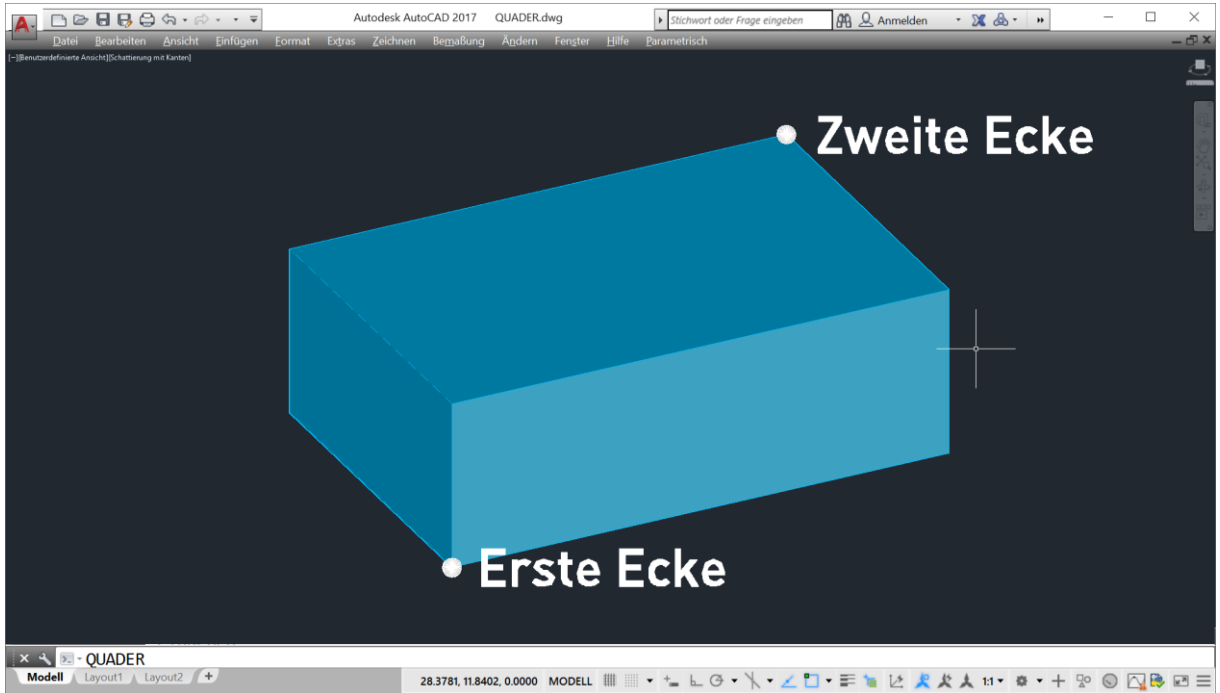 A Autodesk AutoCAD 2017 QUADER.dwg Stichwort oder Frage eingeben Anmelden
Datei Bearbeiten Ansicht Einfügen Format Extras Zeichnen Bemaßung Ändern Fenster Hilfe Parametrisch
[−][Benutzerdefinierte Ansicht][Schattierung mit Kanten]
Zweite Ecke
Erste Ecke
QUADER
Modell Layout1 Layout2 + 28.3781, 11.8402, 0.0000 MODELL 1:1